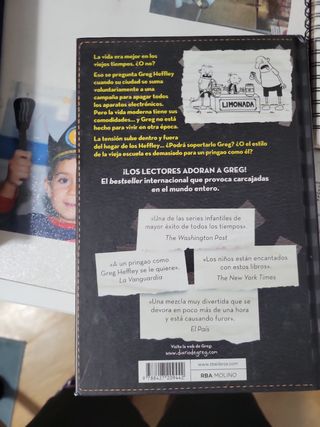 La vida era mejor en los
viejos tiempos. ¿O no?
Eso se pregunta Greg Heffley
cuando su ciudad se suma
voluntariamente a una
campaña para apagar todos
los aparatos electrónicos.
Pero la vida moderna tiene sus
comodidades... y Greg no está
hecho para vivir en otra época.
La tensión sube dentro y fuera
del hogar de los Heffley... ¿Podrá soportarlo Greg? ¿O el estilo
de la vieja escuela es demasiado para un pringao como él?
LIMONADA
¡LOS LECTORES ADORAN A GREG!
El bestseller internacional que provoca carcajadas
en el mundo entero.
«Una de las series infantiles de
mayor éxito de todos los tiempos».
The Washington Post
«A un pringao como
Greg Heffley se le quiere».
La Vanguardia
«Los niños están encantados
con estos libros».
The New York Times
«Una mezcla muy divertida que se
devora en poco más de una hora
y está causando furor».
El País
Visita la web de Greg:
www.diariodegreg.com
www.rbalibros.com
RBA MOLINO
9 788427 209442